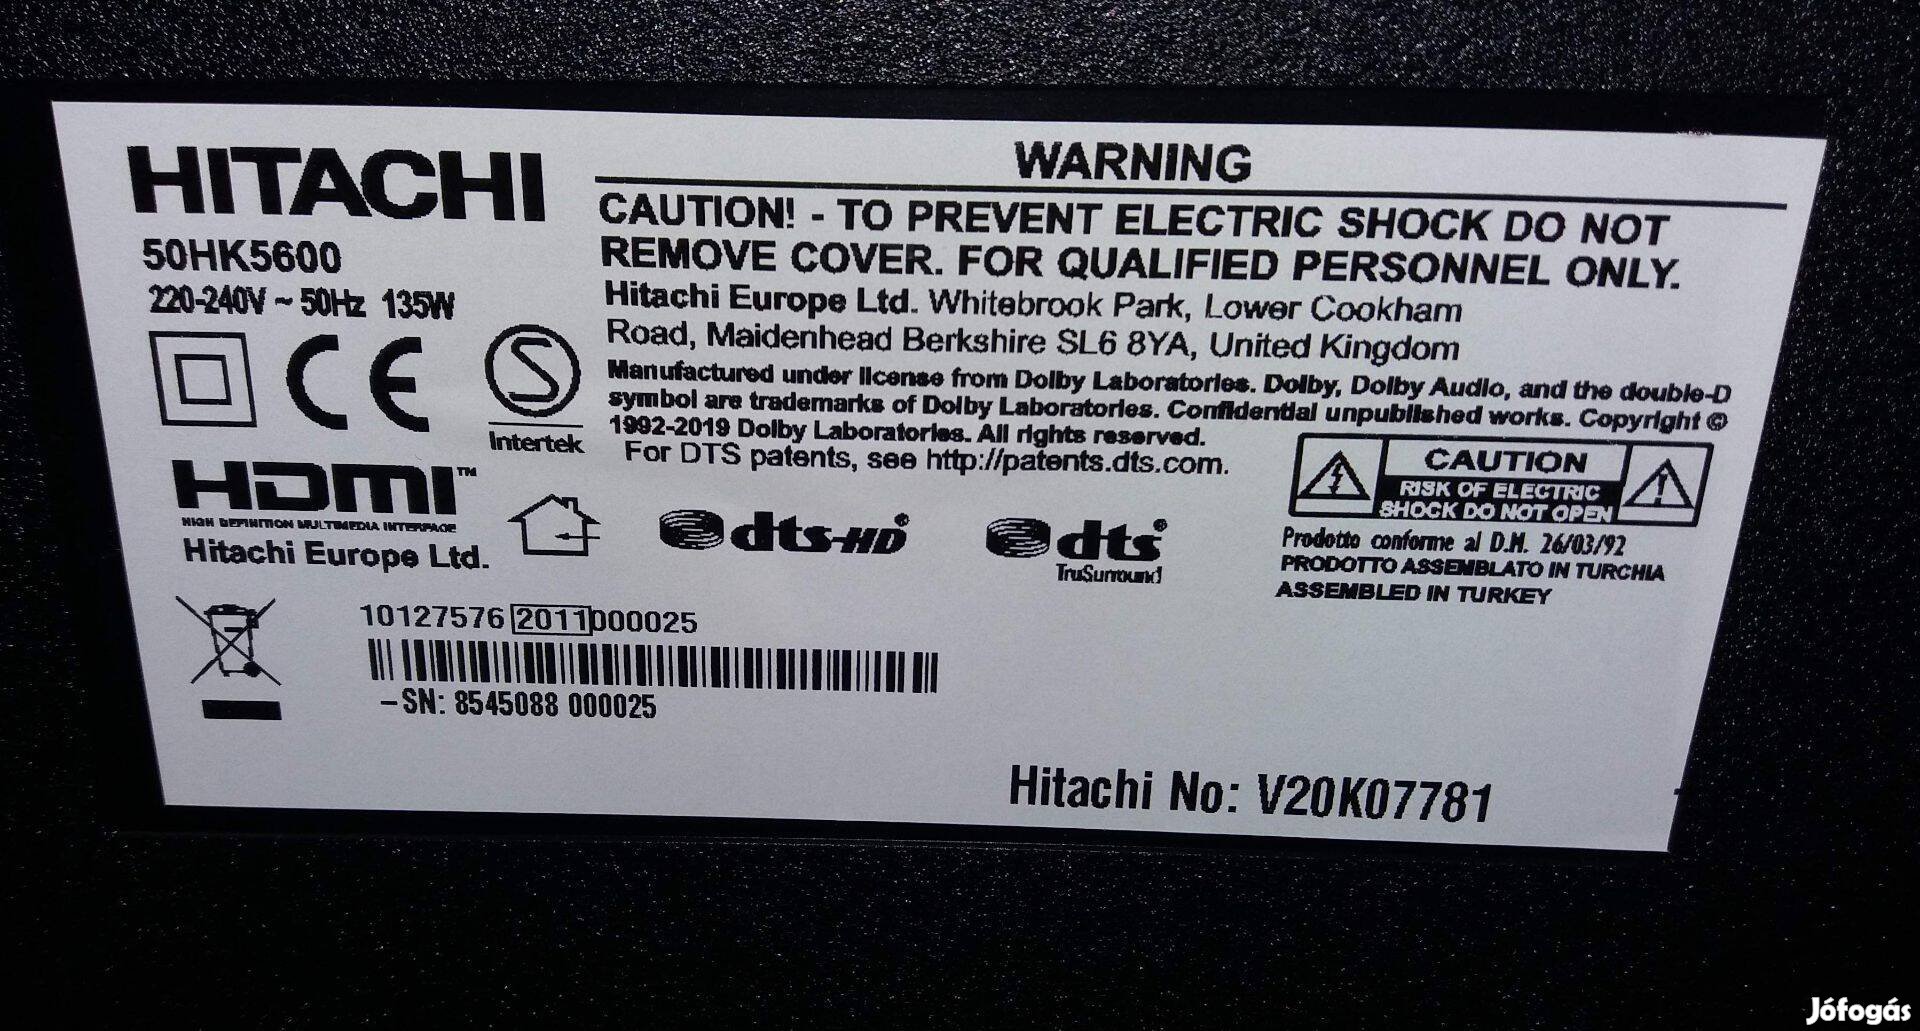 HITACHI
50HK5600
220-240V ~ 50Hz 135W
Intertek
HDMI™
HIGH DEFINITION MULTIMEDIA INTERFACE
Hitachi Europe Ltd.
WARNING
CAUTION! - TO PREVENT ELECTRIC SHOCK DO NOT
REMOVE COVER. FOR QUALIFIED PERSONNEL ONLY.
Hitachi Europe Ltd. Whitebrook Park, Lower Cookham
Road, Maidenhead Berkshire SL6 8YA, United Kingdom
Manufactured under license from Dolby Laboratories. Dolby, Dolby Audio, and the double-D
symbol are trademarks of Dolby Laboratories. Confidential unpublished works. Copyright ©
1992-2019 Dolby Laboratories. All rights reserved.
For DTS patents, see http://patents.dts.com.
dts-HD®
dts®
TruSurround
CAUTION
RISK OF ELECTRIC
SHOCK DO NOT OPEN
Prodotto conforme al D.M. 26/03/92
PRODOTTO ASSEMBLATO IN TURCHIA
ASSEMBLED IN TURKEY
10127576 2011000025
-SN: 8545088 000025
Hitachi No: V20K07781
Jófogás